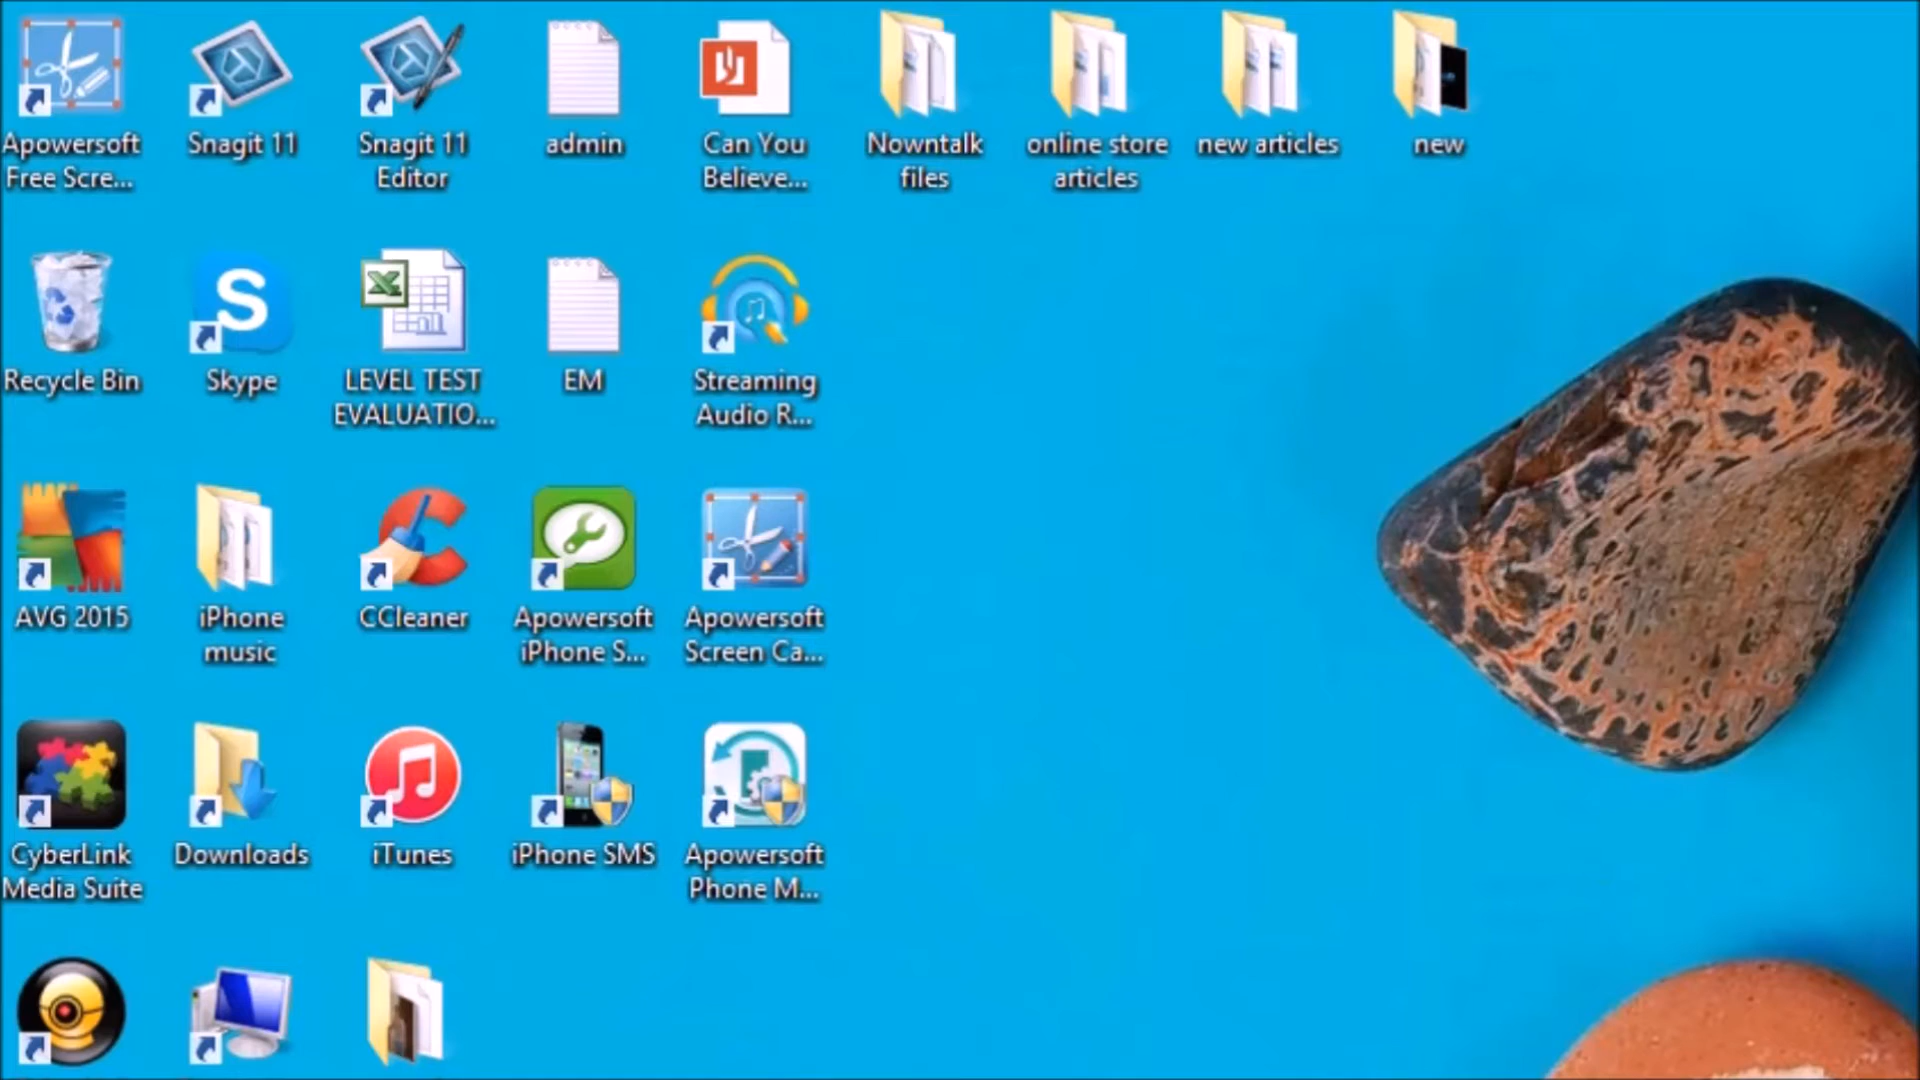 Apowersoft
Free Scre...
Snagit 11
Snagit 11
Editor
admin
Can You
Believe...
Nowntalk
files
online store
articles
new articles
new
Recycle Bin
S
Skype
LEVEL TEST
EVALUATIO...
EM
Streaming
Audio R...
AVG 2015
iPhone
music
CCleaner
Apowersoft
iPhone S...
Apowersoft
Screen Ca...
CyberLink
Media Suite
Downloads
iTunes
iPhone SMS
Apowersoft
Phone M...